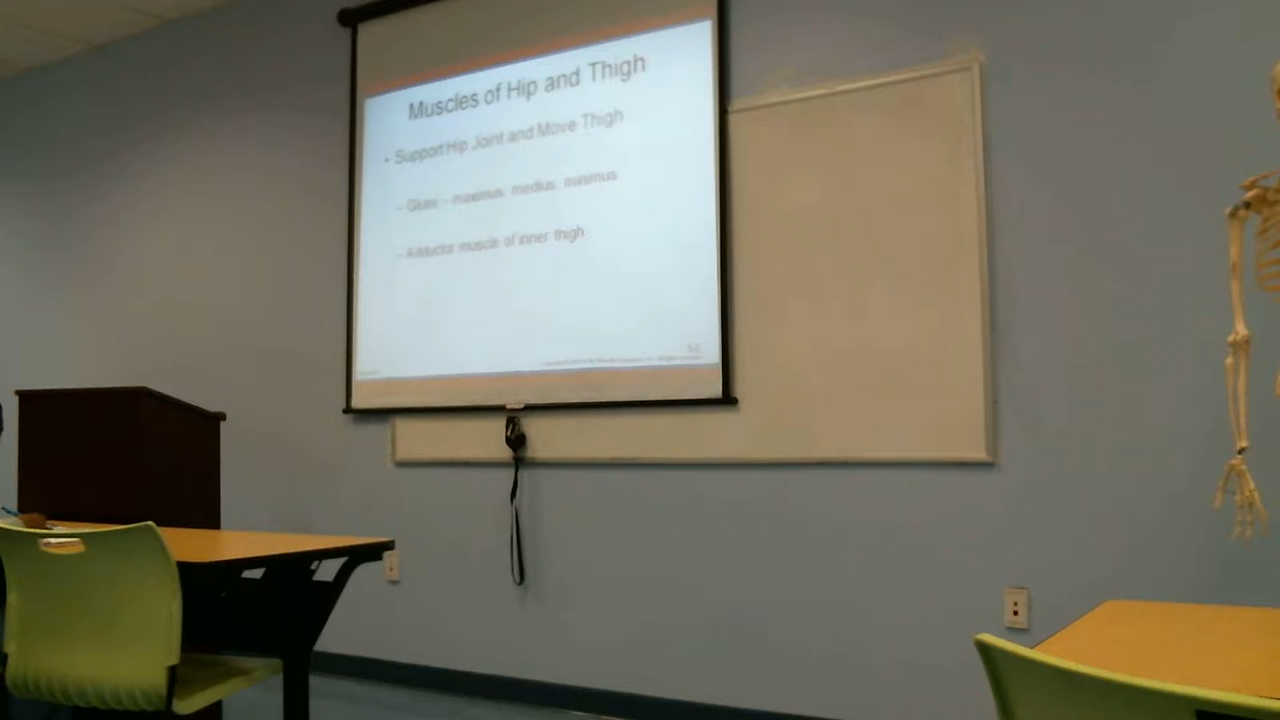 Muscles of Hip and Thigh
• Support Hip Joint and Move Thigh
– Glutei – maximus, medius, minimus
– Adductor muscle of inner thigh